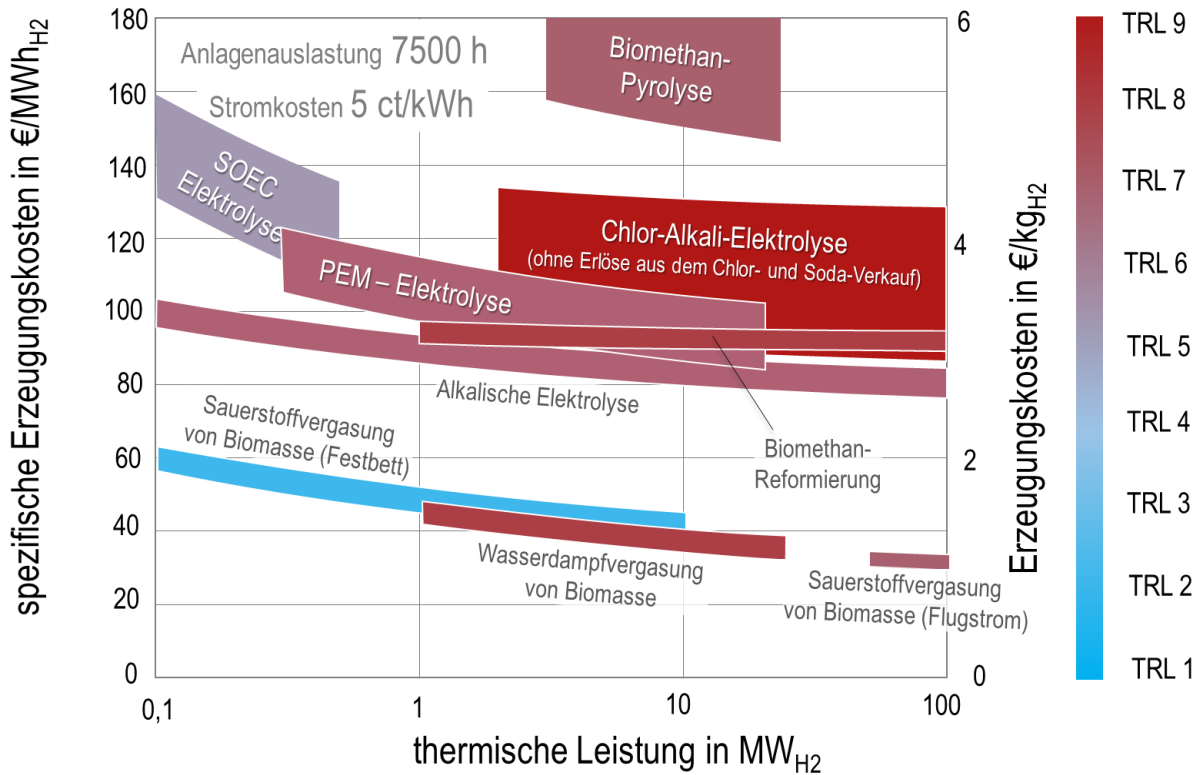 spezifische Erzeugungskosten in €/MWhH2
180
160
140
120
100
80
60
40
20
0
Anlagenauslastung 7500 h
Stromkosten 5 ct/kWh
Biomethan-
Pyrolyse
SOEC
Elektrolyse
Chlor-Alkali-Elektrolyse
(ohne Erlöse aus dem Chlor- und Soda-Verkauf)
PEM – Elektrolyse
Alkalische Elektrolyse
Biomethan-
Reformierung
Sauerstoffvergasung
von Biomasse (Festbett)
Wasserdampfvergasung
von Biomasse
Sauerstoffvergasung
von Biomasse (Flugstrom)
0,1
1
10
100
thermische Leistung in MWH2
6
4
2
0
Erzeugungskosten in €/kgH2
TRL 9
TRL 8
TRL 7
TRL 6
TRL 5
TRL 4
TRL 3
TRL 2
TRL 1